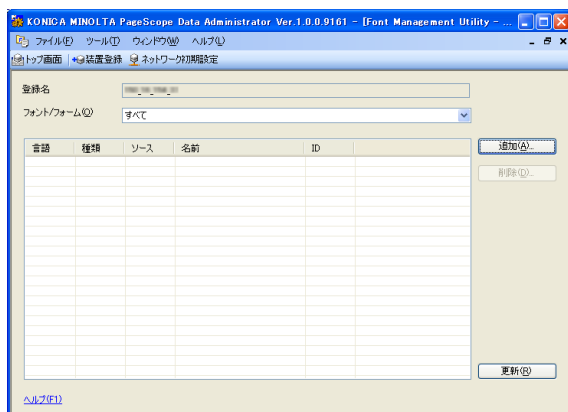 KONICA MINOLTA PageScope Data Administrator Ver.1.0.0.9161 - [Font Management Utility - ...
ファイル(F) ツール(T) ウィンドウ(W) ヘルプ(L)
トップ画面 装置登録 ネットワーク初期設定
登録名
フォント/フォーム(O) すべて
言語 種類 ソース 名前 ID 追加(A)...
削除(D)...
更新(R)
ヘルプ(F1)